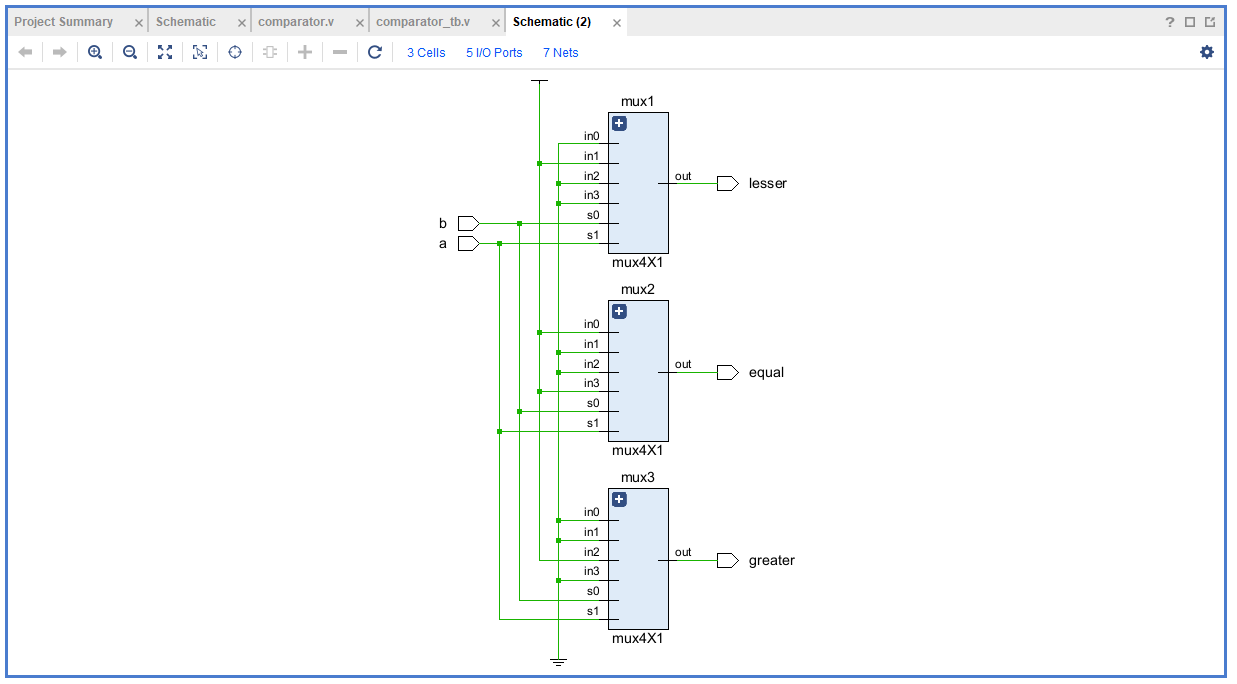 Project Summary × Schematic × comparator.v × comparator_tb.v × Schematic (2) × ?
3 Cells 5 I/O Ports 7 Nets
mux1
in0
in1
in2
in3
s0
s1
out
lesser
b
a
mux4X1
mux2
in0
in1
in2
in3
s0
s1
out
equal
mux4X1
mux3
in0
in1
in2
in3
s0
s1
out
greater
mux4X1